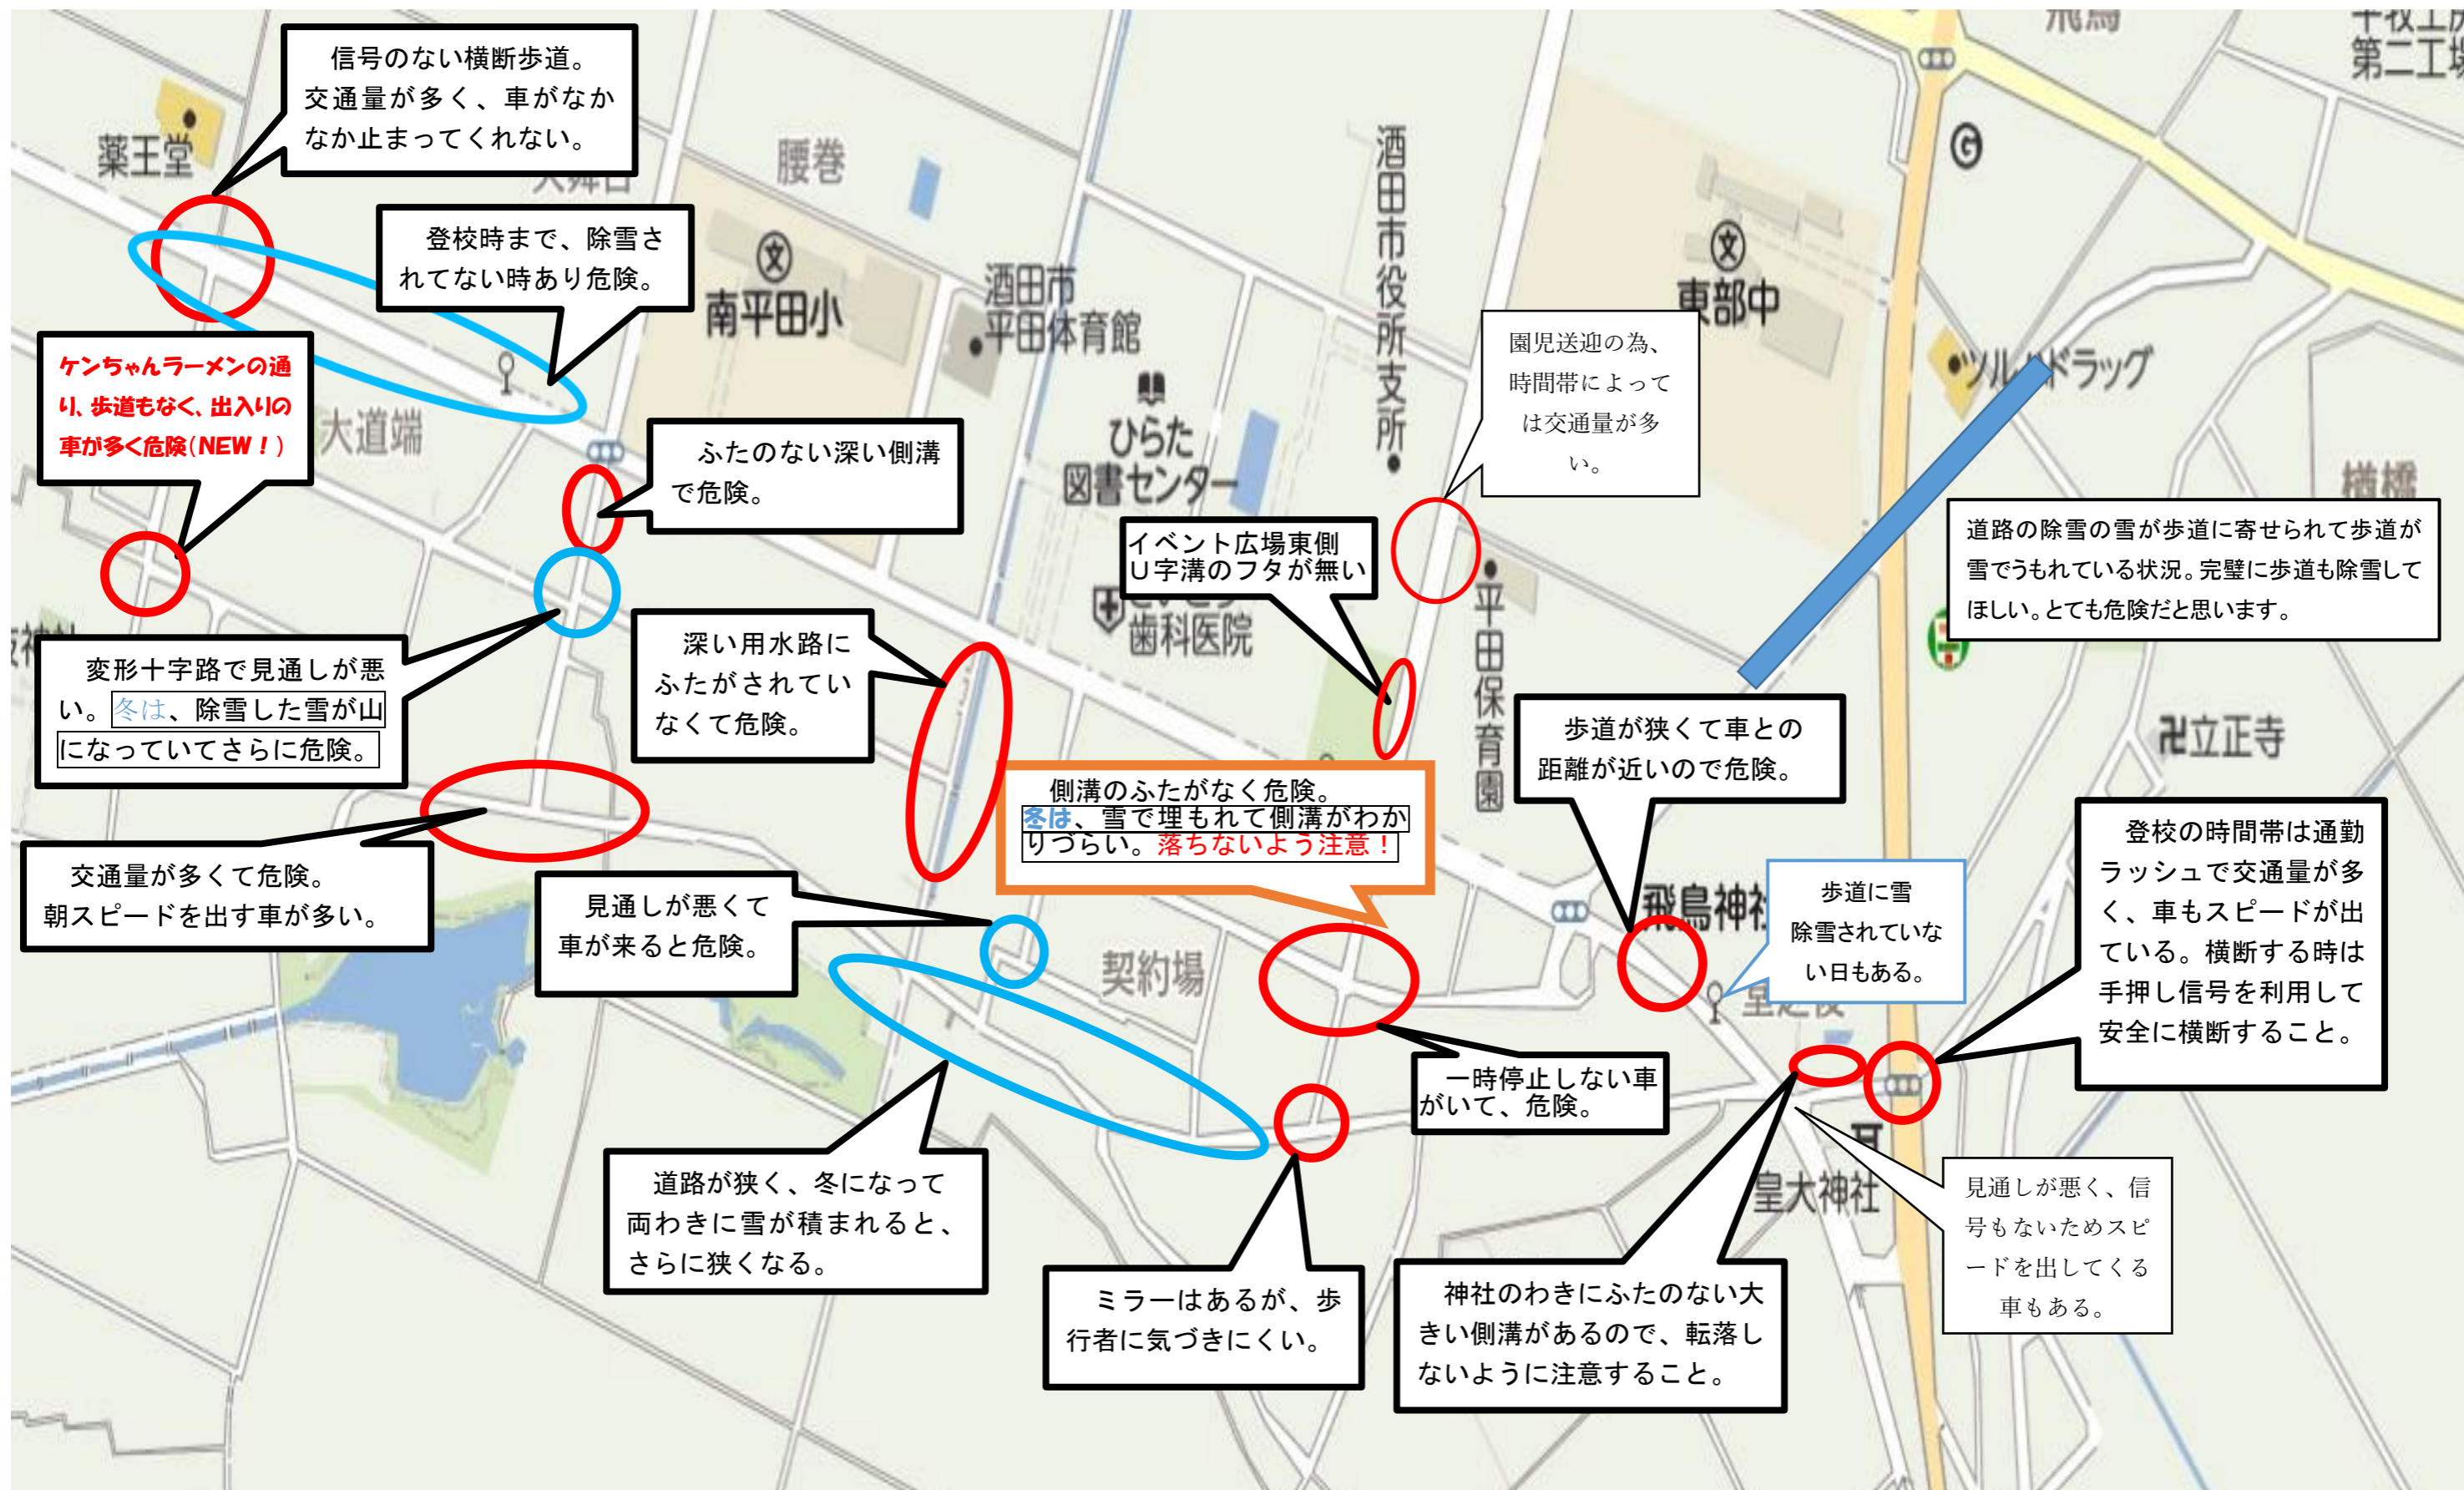 信号のない横断歩道。
交通量が多く、車がなか
なか止まってくれない。
飛鳥
第二工場
薬王堂
腰巻
酒田市役所支所
登校時まで、除雪さ
れてない時あり危険。
南平田小
酒田市
平田体育館
東部中
ケンちゃんラーメンの通
り、歩道もなく、出入りの
車が多く危険(NEW！)
園児送迎の為、
時間帯によって
は交通量が多
い。
大道端
ひらた
図書センター
ふたのない深い側溝
で危険。
楢橋
イベント広場東側
U字溝のフタが無い
道路の除雪の雪が歩道に寄せられて歩道が
雪でうもれている状況。完璧に歩道も除雪して
ほしい。とても危険だと思います。
歯科医院
平田保育園
変形十字路で見通しが悪
い。冬は、除雪した雪が山
になっていてさらに危険。
深い用水路に
ふたがされてい
なくて危険。
歩道が狭くて車との
距離が近いので危険。
立正寺
側溝のふたがなく危険。
冬は、雪で埋もれて側溝がわか
りづらい。落ちないよう注意！
交通量が多くて危険。
朝スピードを出す車が多い。
見通しが悪くて
車が来ると危険。
契約場
飛鳥神社
歩道に雪
除雪されていな
い日もある。
登校の時間帯は通勤
ラッシュで交通量が多
く、車もスピードが出
ている。横断する時は
手押し信号を利用して
安全に横断すること。
一時停止しない車
がいて、危険。
道路が狭く、冬になって
両わきに雪が積まれると、
さらに狭くなる。
皇大神社
見通しが悪く、信
号もないためスピ
ードを出してくる
車もある。
ミラーはあるが、歩
行者に気づきにくい。
神社のわきにふたのない大
きい側溝があるので、転落し
ないように注意すること。